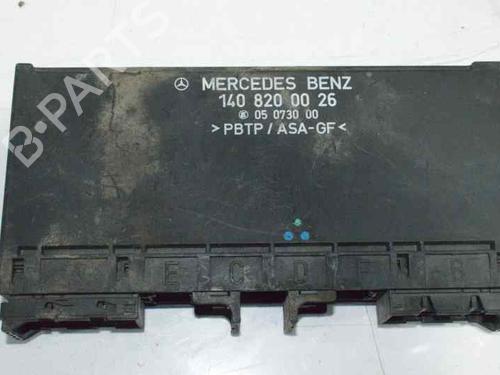 MERCEDES BENZ
140 820 00 26
05 0730 00
>PBTP / ASA-GF<
E C D F B
B-PARTS